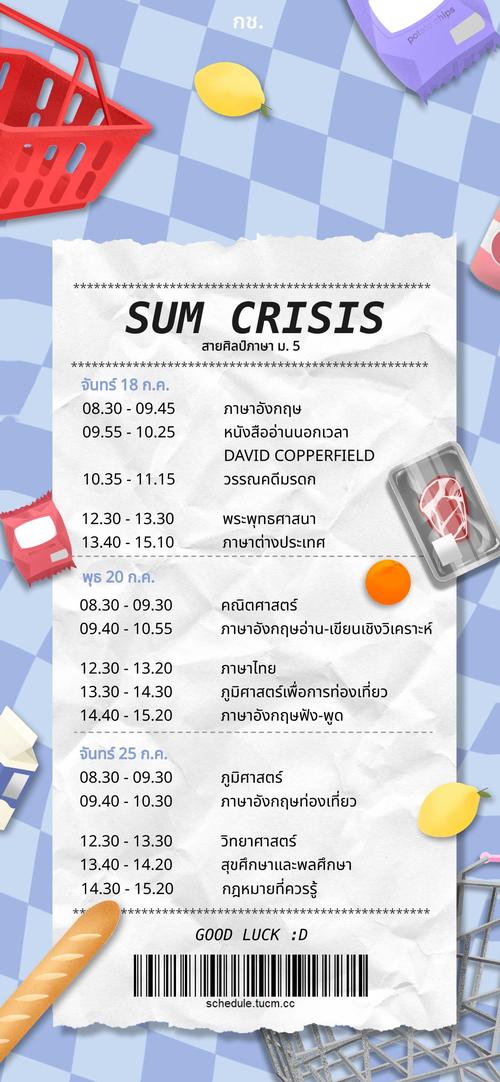 กช.
potatochips
****************************************************
SUM CRISIS
สายศิลป์ภาษา ม. 5
****************************************************
จันทร์ 18 ก.ค.
08.30 - 09.45 ภาษาอังกฤษ
09.55 - 10.25 หนังสืออ่านนอกเวลา
DAVID COPPERFIELD
10.35 - 11.15 วรรณคดีมรดก
12.30 - 13.30 พระพุทธศาสนา
13.40 - 15.10 ภาษาต่างประเทศ
พุธ 20 ก.ค.
08.30 - 09.30 คณิตศาสตร์
09.40 - 10.55 ภาษาอังกฤษอ่าน-เขียนเชิงวิเคราะห์
12.30 - 13.20 ภาษาไทย
13.30 - 14.30 ภูมิศาสตร์เพื่อการท่องเที่ยว
14.40 - 15.20 ภาษาอังกฤษฟัง-พูด
จันทร์ 25 ก.ค.
08.30 - 09.30 ภูมิศาสตร์
09.40 - 10.30 ภาษาอังกฤษท่องเที่ยว
12.30 - 13.30 วิทยาศาสตร์
13.40 - 14.20 สุขศึกษาและพลศึกษา
14.30 - 15.20 กฎหมายที่ควรรู้
****************************************************
GOOD LUCK :D
schedule.tucm.cc